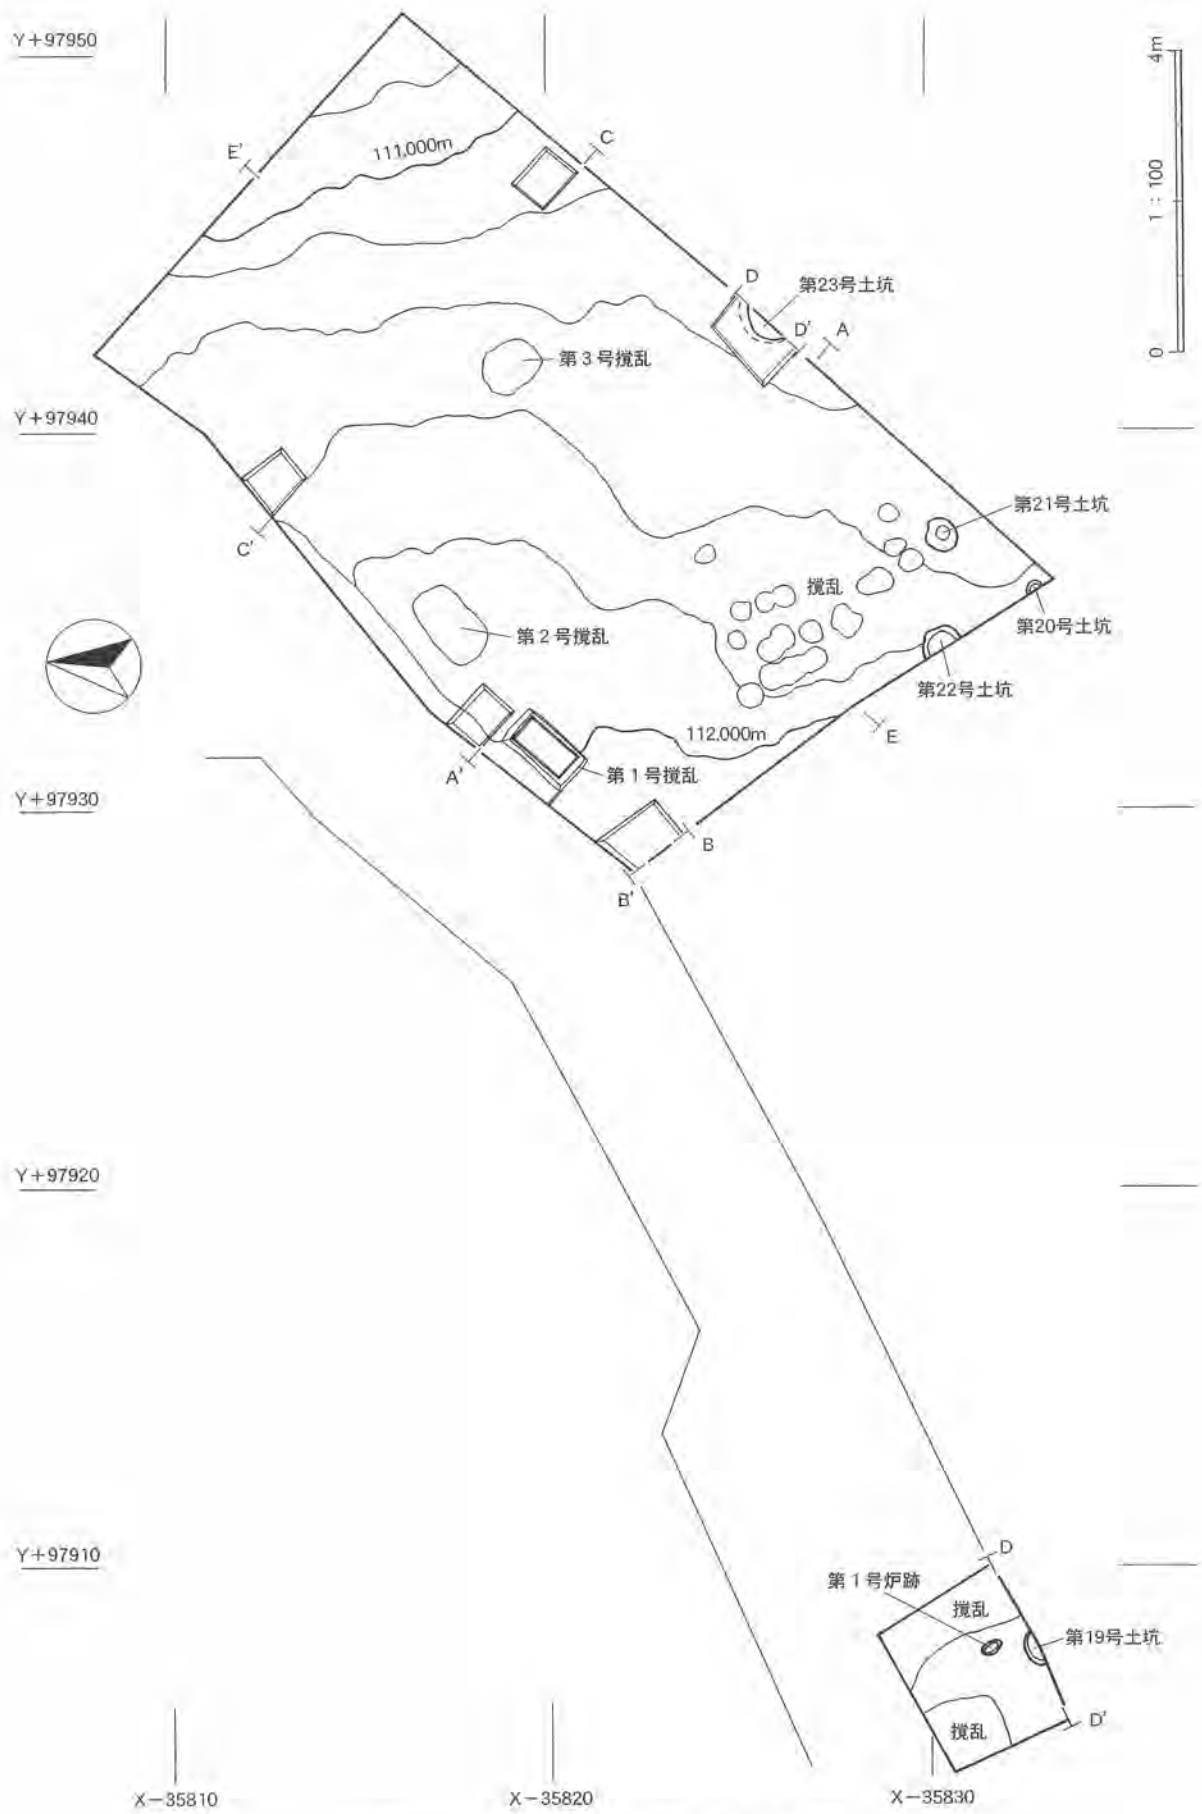 Y+97950
4m
1：100
0
E'
111,000m
C
D
第23号土坑
D'
A
第3号撹乱
Y+97940
C'
第21号土坑
撹乱
第20号土坑
第2号撹乱
第22号土坑
112,000m
E
A'
第1号撹乱
Y+97930
B
B'
Y+97920
Y+97910
D
第1号炉跡
撹乱
第19号土坑
D'
撹乱
X-35810
X-35820
X-35830